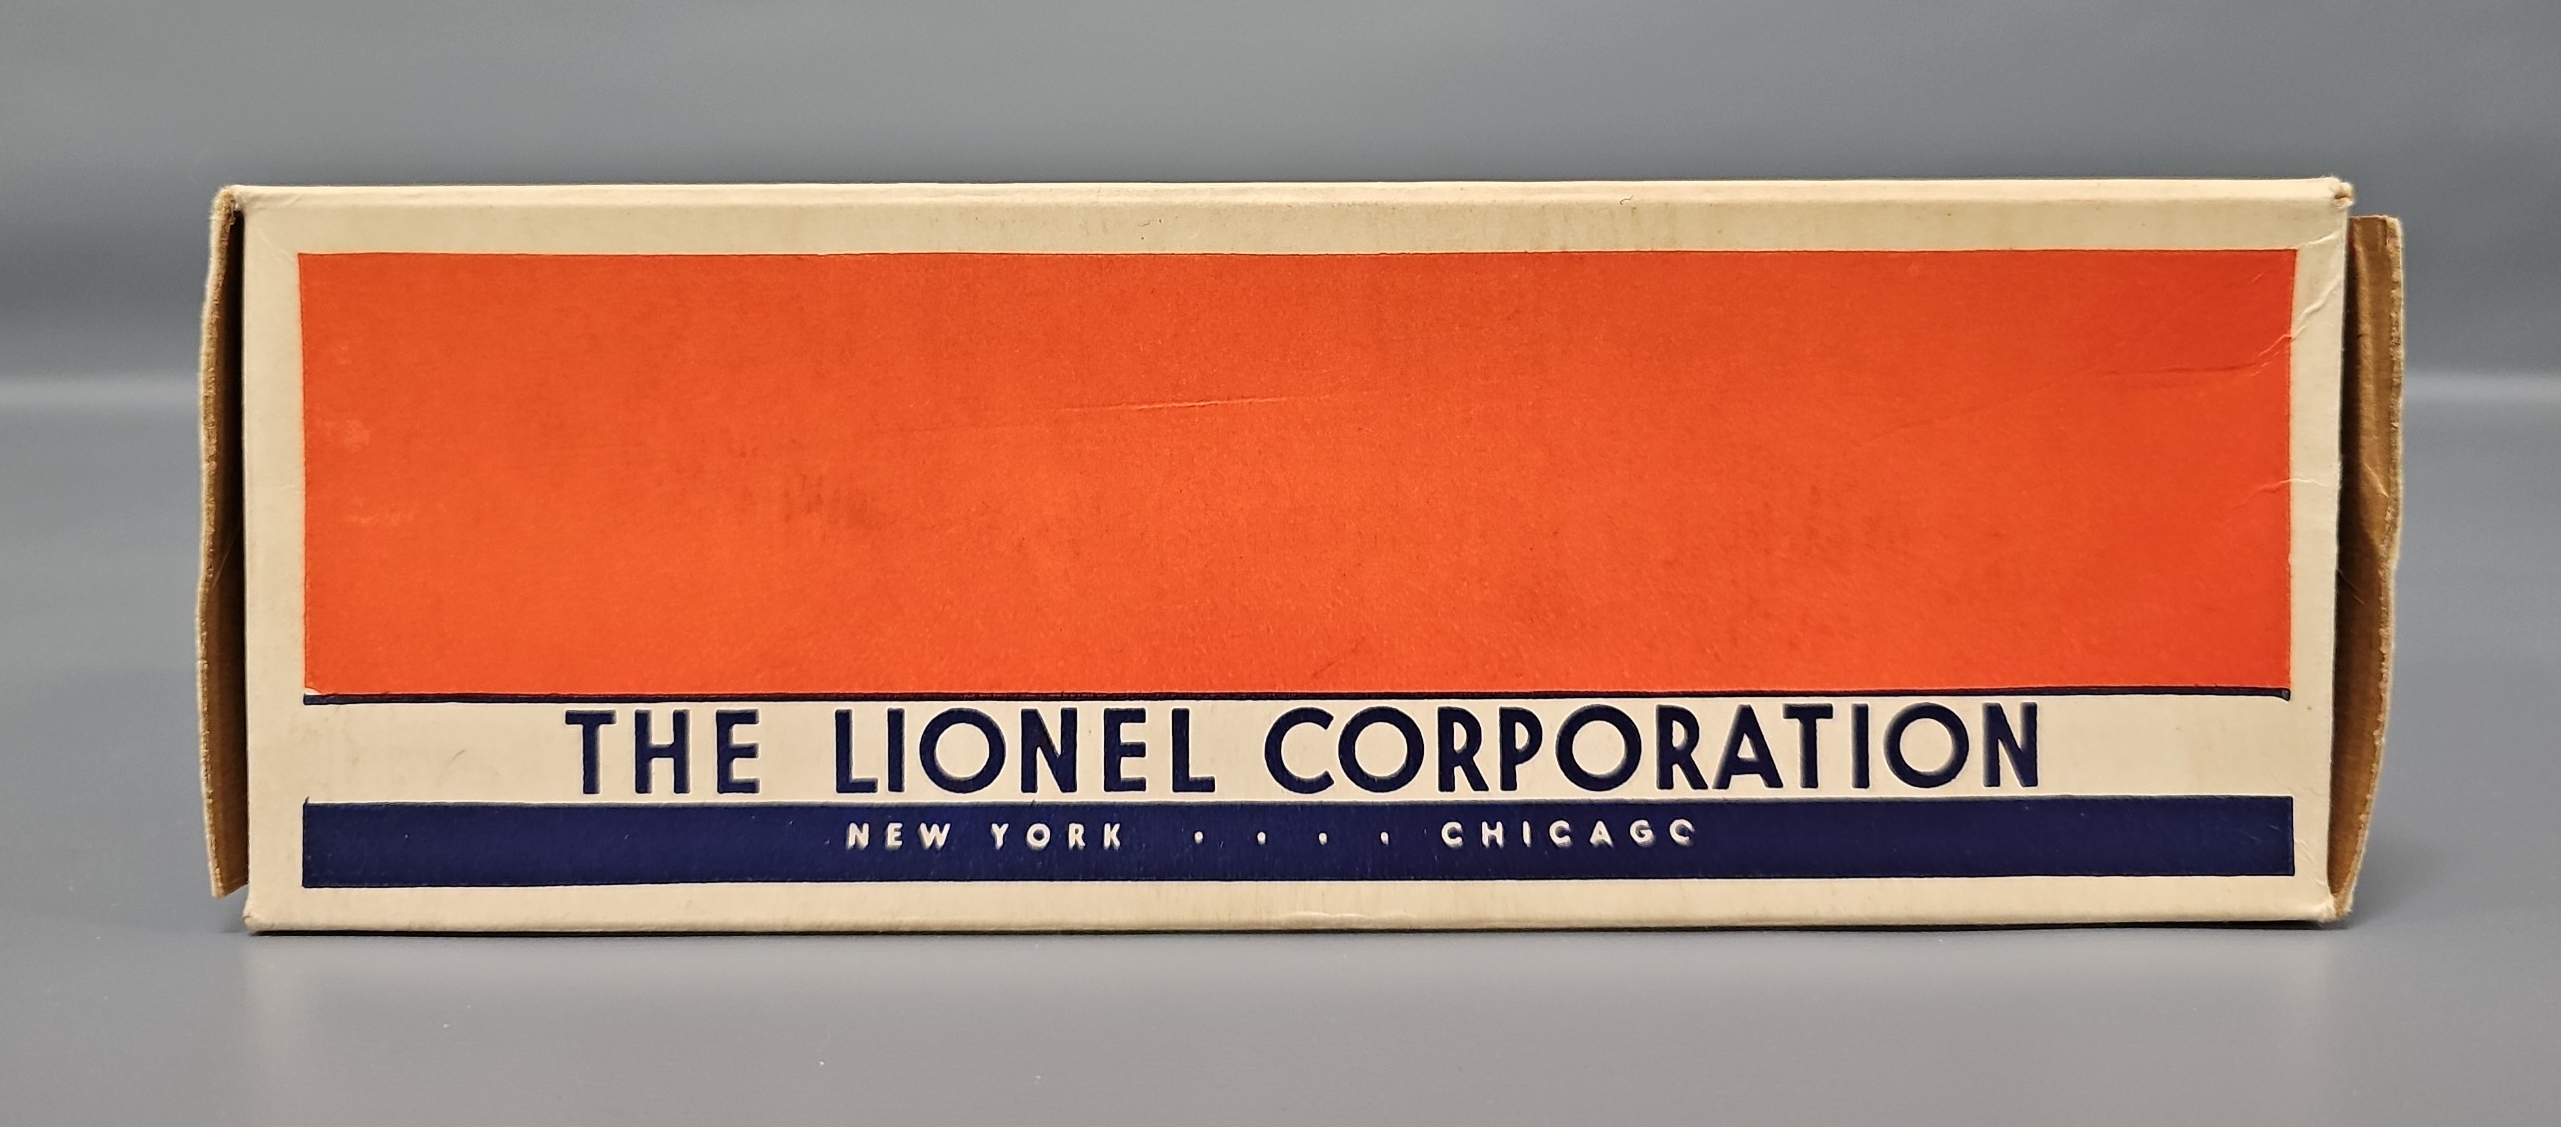 THE LIONEL CORPORATION
NEW YORK . . . . CHICAGO